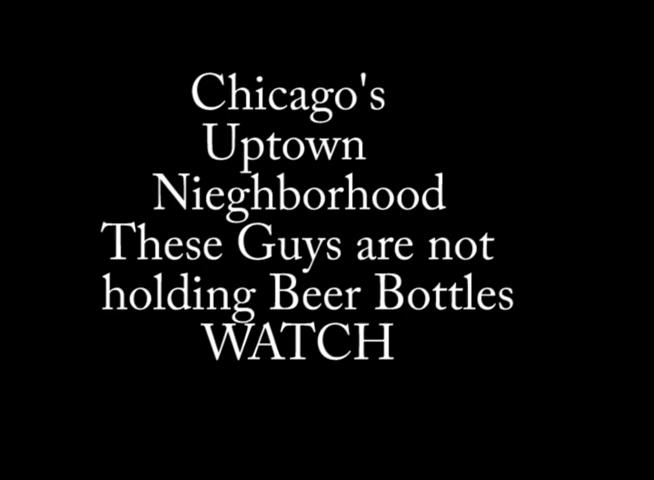 Chicago's
Uptown
Nieghborhood
These Guys are not
holding Beer Bottles
WATCH